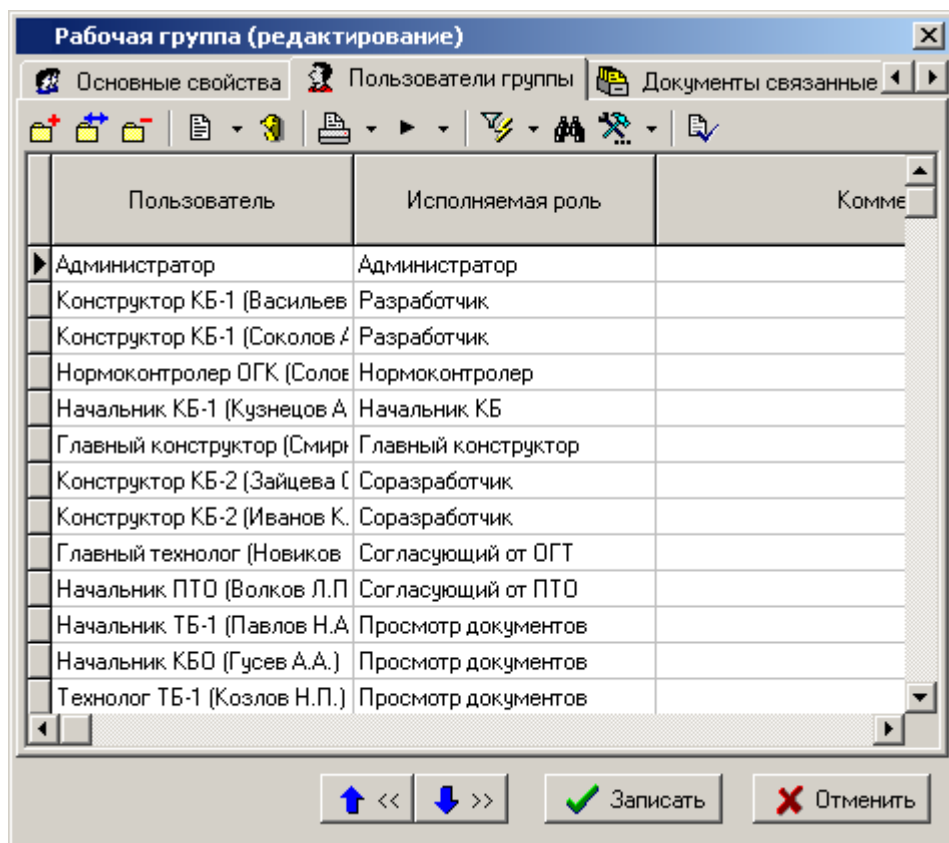 Рабочая группа (редактирование)
Основные свойства Пользователи группы Документы связанные
Пользователь Исполняемая роль Комме
Администратор Администратор
Конструктор КБ-1 (Васильев Разработчик
Конструктор КБ-1 (Соколов А Разработчик
Нормоконтролер ОГК (Солов Нормоконтролер
Начальник КБ-1 (Кузнецов А Начальник КБ
Главный конструктор (Смирн Главный конструктор
Конструктор КБ-2 (Зайцева О Соразработчик
Конструктор КБ-2 (Иванов К. Соразработчик
Главный технолог (Новиков Согласующий от ОГТ
Начальник ПТО (Волков Л.П Согласующий от ПТО
Начальник ТБ-1 (Павлов Н.А Просмотр документов
Начальник КБО (Гусев А.А.) Просмотр документов
Технолог ТБ-1 (Козлов Н.П.) Просмотр документов
<< >> Записать Отменить